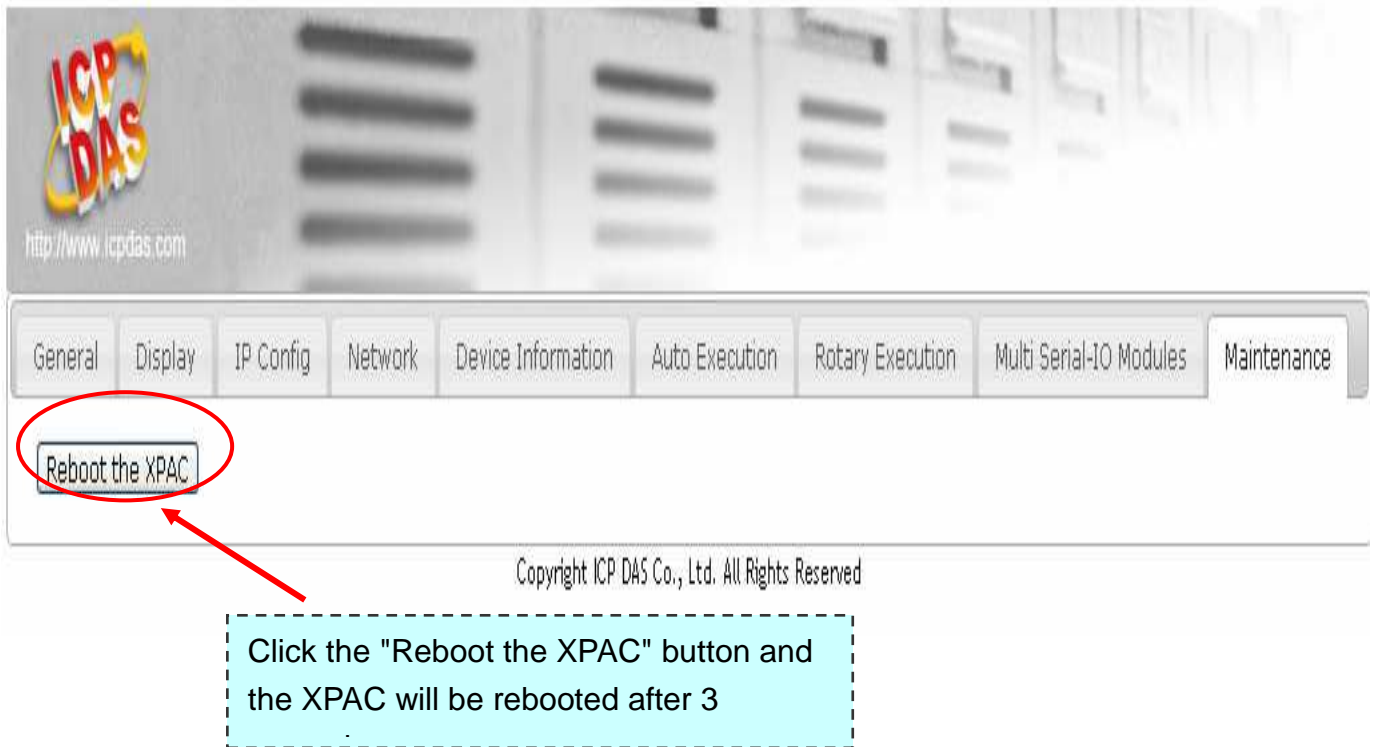 ICP
DAS
http://www.icpdas.com
General Display IP Config Network Device Information Auto Execution Rotary Execution Multi Serial-IO Modules Maintenance
Reboot the XPAC
Copyright ICP DAS Co., Ltd. All Rights Reserved
Click the "Reboot the XPAC" button and
the XPAC will be rebooted after 3